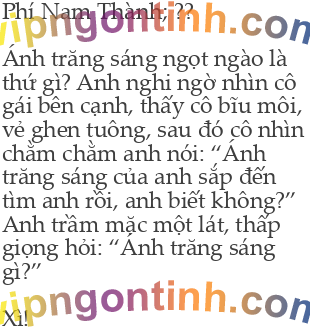 Phí Nam Thành, ??
vipngontinh.com
Ánh trăng sáng ngọt ngào là
thứ gì? Anh nghi ngờ nhìn cô
gái bên cạnh, thấy cô bĩu môi,
vẻ ghen tuông, sau đó cô nhìn
chằm chằm anh nói: “Ánh
trăng sáng của anh sắp đến
tìm anh rồi, anh biết không?”
Anh trầm mặc một lát, thấp
giọng hỏi: “Ánh trăng sáng
gì?”
vipngontinh.com
Xì!